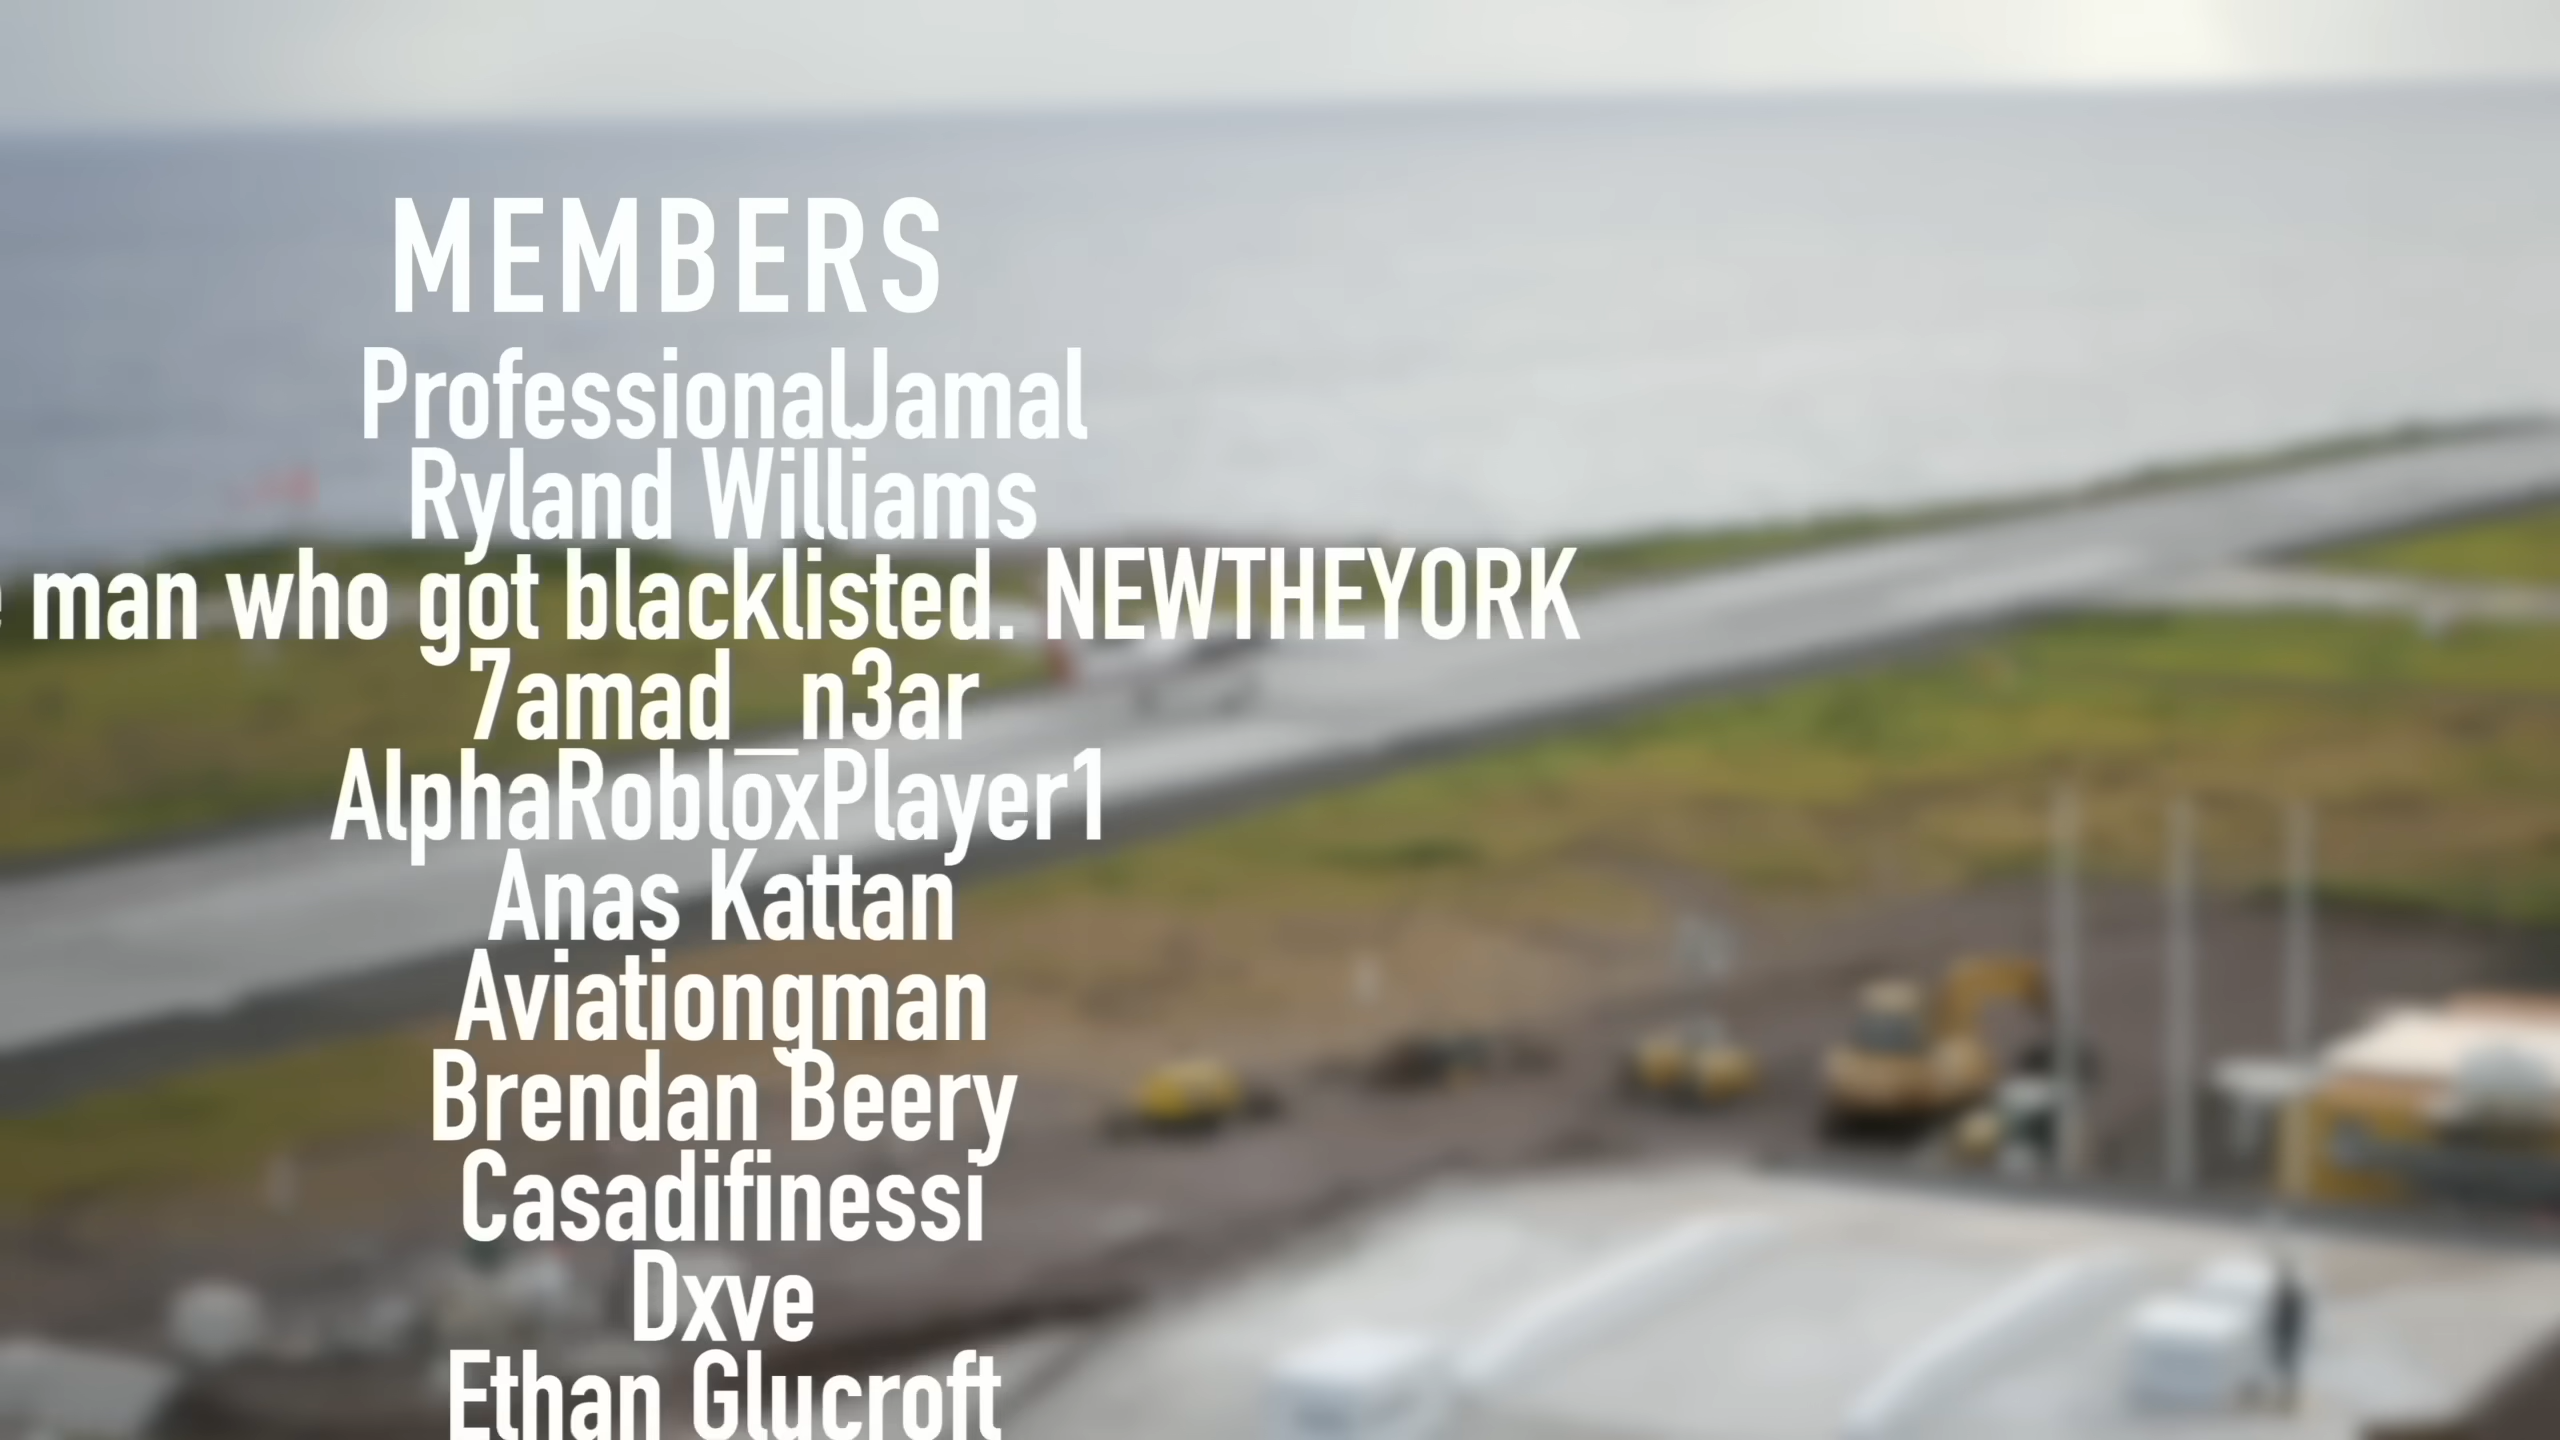 MEMBERS
ProfessionalJamal
Ryland Williams
man who got blacklisted. NEWTHEYORK
7amad_n3ar
AlphaRobloxPlayer1
Anas Kattan
Aviationgman
Brendan Beery
Casadifinessi
Dxve
Ethan Glucroft